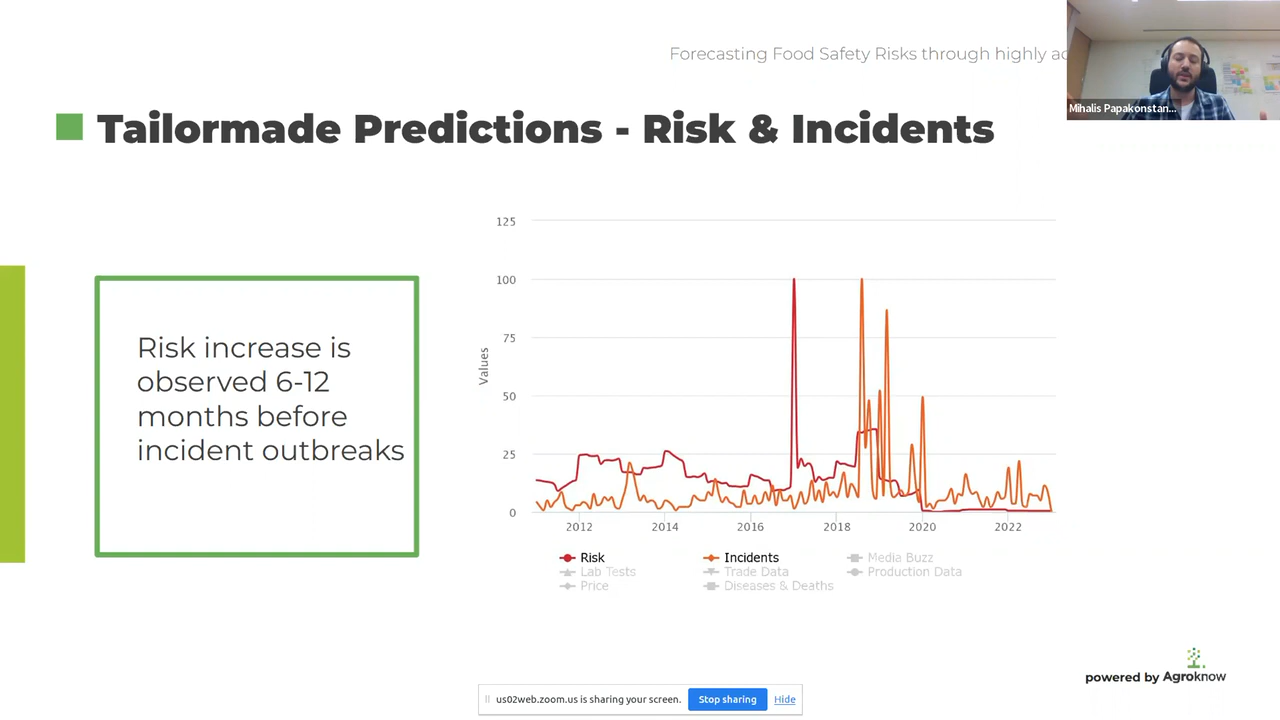 Forecasting Food Safety Risks through highly
Mihalis Papakonstan...
Tailormade Predictions - Risk & Incidents
Risk increase is
observed 6-12
months before
incident outbreaks
125
100
75
50
25
0
Values
2012 2014 2016 2018 2020 2022
Risk Incidents Media Buzz
Lab Tests Trade Data Production Data
Price Diseases & Deaths
powered by Agroknow
us02web.zoom.us is sharing your screen. Stop sharing Hide